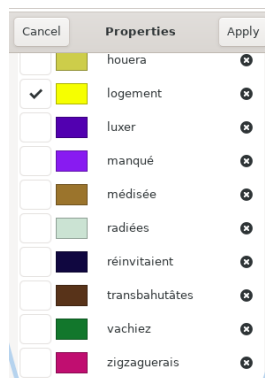 Cancel Properties Apply
houera
logement
luxer
manqué
médisée
radiées
réinvitaient
transbahutâtes
vachiez
zigzaguerais